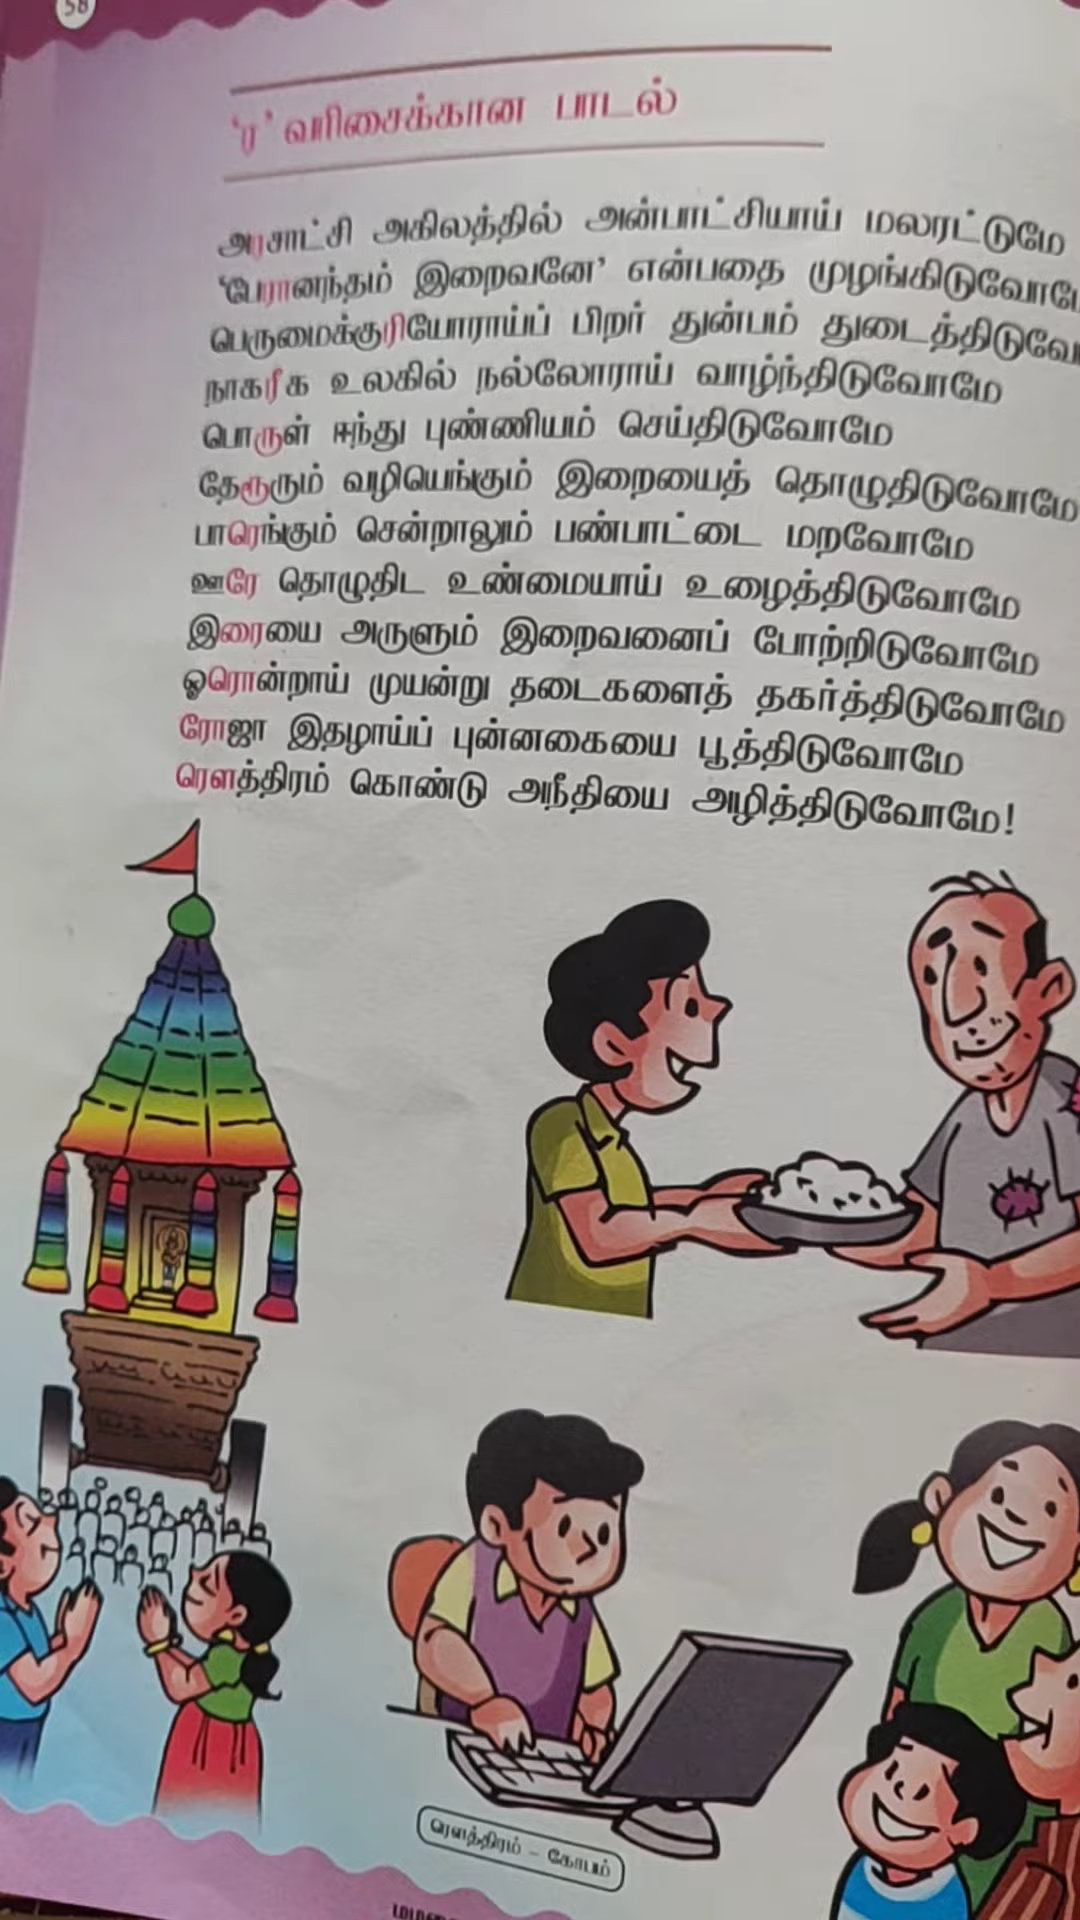 58
‘ர’ வரிசைக்கான பாடல்
அரசாட்சி அகிலத்தில் அன்பாட்சியாய் மலரட்டுமே
‘பேரானந்தம் இறைவனே’ என்பதை
பெருமைக்குரியோராய்ப் பிறர் துன்பம்
நாகரீக உலகில் நல்லோராய் வாழ்ந்திடுவோமே
பொருள் ஈந்து புண்ணியம் செய்திடுவோமே
தேரூரும் வழியெங்கும் இறையைத் தொழுதிடுவோமே
பாரெங்கும் சென்றாலும் பண்பாட்டை மறவோமே
ஊரே தொழுதிட உண்மையாய் உழைத்திடுவோமே
இரையை அருளும் இறைவனைப் போற்றிடுவோமே
ஓரொன்றாய் முயன்று தடைகளைத் தகர்த்திடுவோமே
ரோஜா இதழாய்ப் புன்னகையை பூத்திடுவோமே
ரௌத்திரம் கொண்டு அநீதியை அழித்திடுவோமே!
ரௌத்திரம் - கோபம்